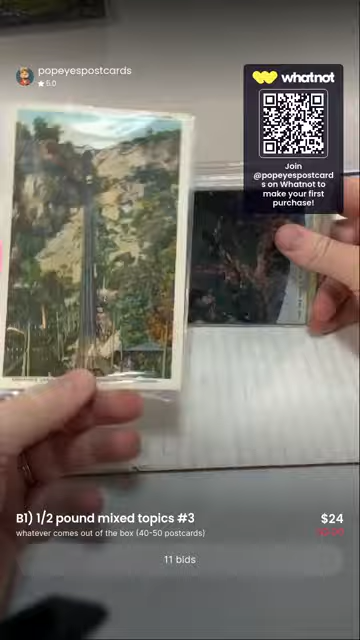 popeyespostcards
★5.0
whatnot
Join
@popeyespostcard
s on Whatnot to
make your first
purchase!
B1) 1/2 pound mixed topics #3
$24
whatever comes out of the box (40-50 postcards)
11 bids